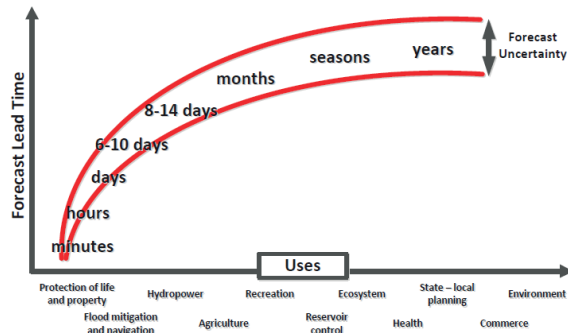 Forecast Lead Time
years
seasons
months
8-14 days
6-10 days
days
hours
minutes
Forecast
Uncertainty
Uses
Protection of life
and property
Hydropower
Recreation
Ecosystem
State – local
planning
Environment
Flood mitigation
and navigation
Agriculture
Reservoir
control
Health
Commerce